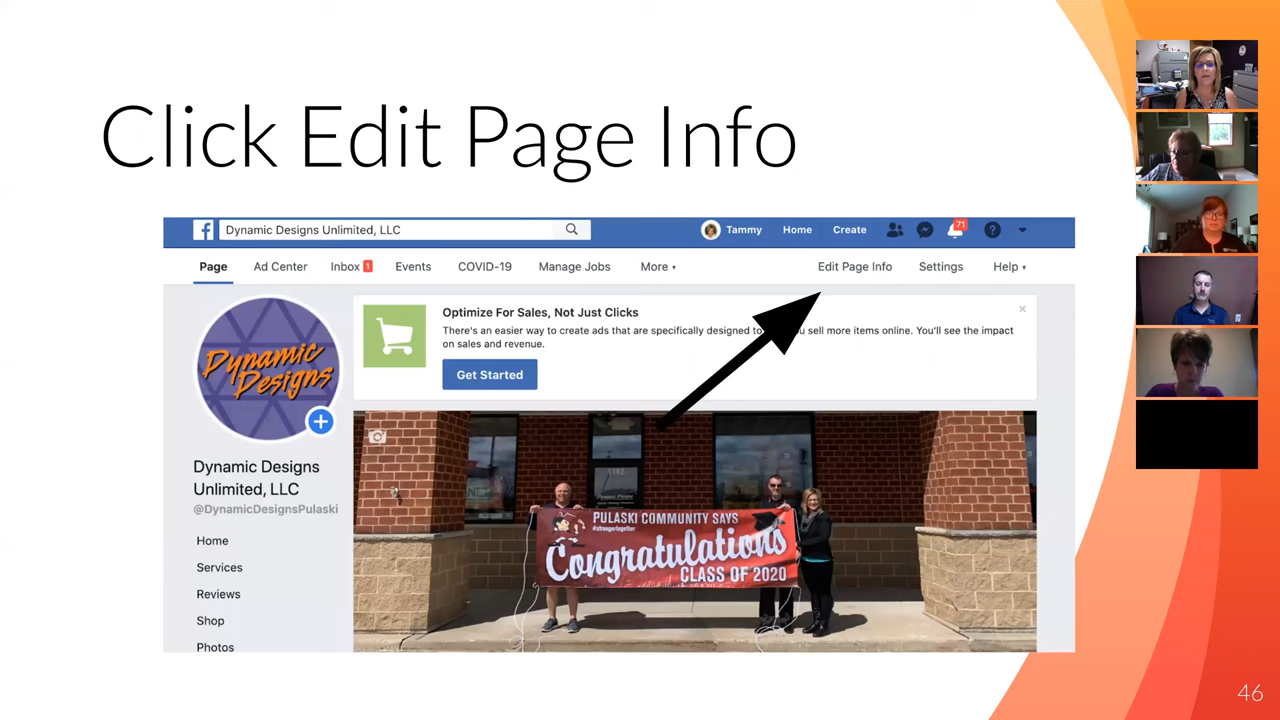 Click Edit Page Info
Dynamic Designs Unlimited, LLC
Tammy
Home
Create
71
Page
Ad Center
Inbox 1
Events
COVID-19
Manage Jobs
More
Edit Page Info
Settings
Help
Optimize For Sales, Not Just Clicks
There's an easier way to create ads that are specifically designed to sell more items online. You'll see the impact
on sales and revenue.
Get Started
Dynamic
Designs
Dynamic Designs
Unlimited, LLC
@DynamicDesignsPulaski
Home
Services
Reviews
Shop
Photos
PULASKI COMMUNITY SAYS
#strongertogether
Congratulations
CLASS OF 2020
46